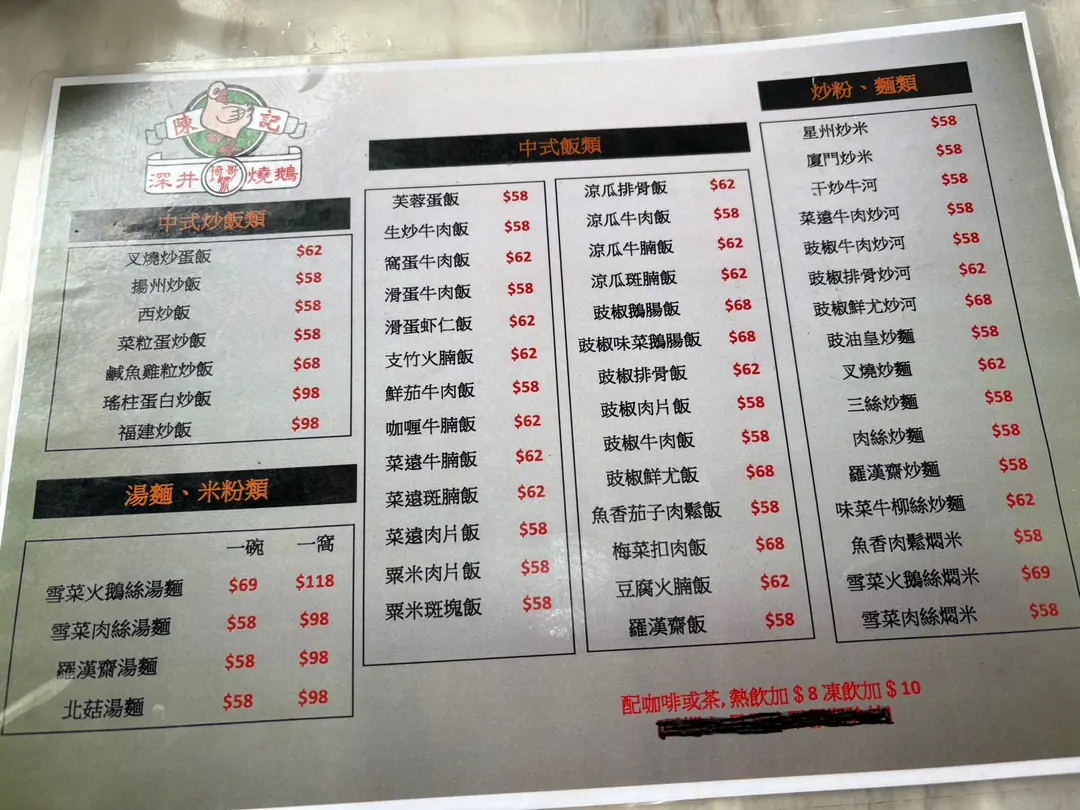 陳記
深井 琦哥號 燒鵝
中式炒飯類
叉燒炒蛋飯 $62
揚州炒飯 $58
西炒飯 $58
菜粒蛋炒飯 $58
鹹魚雞粒炒飯 $68
瑤柱蛋白炒飯 $98
福建炒飯 $98
湯麵、米粉類
一碗 一窩
雪菜火鵝絲湯麵 $69 $118
雪菜肉絲湯麵 $58 $98
羅漢齋湯麵 $58 $98
北菇湯麵 $58 $98
中式飯類
芙蓉蛋飯 $58
生炒牛肉飯 $58
窩蛋牛肉飯 $62
滑蛋牛肉飯 $58
滑蛋虾仁飯 $62
支竹火腩飯 $62
鮮茄牛肉飯 $58
咖喱牛腩飯 $62
菜遠牛腩飯 $62
菜遠斑腩飯 $62
菜遠肉片飯 $58
粟米肉片飯 $58
粟米斑塊飯 $58
涼瓜排骨飯 $62
涼瓜牛肉飯 $58
涼瓜牛腩飯 $62
涼瓜斑腩飯 $62
豉椒鵝腸飯 $68
豉椒味菜鵝腸飯 $68
豉椒排骨飯 $62
豉椒肉片飯 $58
豉椒牛肉飯 $58
豉椒鮮尤飯 $68
魚香茄子肉鬆飯 $58
梅菜扣肉飯 $68
豆腐火腩飯 $62
羅漢齋飯 $58
炒粉、麵類
星州炒米 $58
廈門炒米 $58
干炒牛河 $58
菜遠牛肉炒河 $58
豉椒牛肉炒河 $58
豉椒排骨炒河 $62
豉椒鮮尤炒河 $68
豉油皇炒麵 $58
叉燒炒麵 $62
三絲炒麵 $58
肉絲炒麵 $58
羅漢齋炒麵 $58
味菜牛柳絲炒麵 $62
魚香肉鬆燜米 $58
雪菜火鵝絲燜米 $69
雪菜肉絲燜米 $58
配咖啡或茶, 熱飲加 $ 8 凍飲加 $ 10